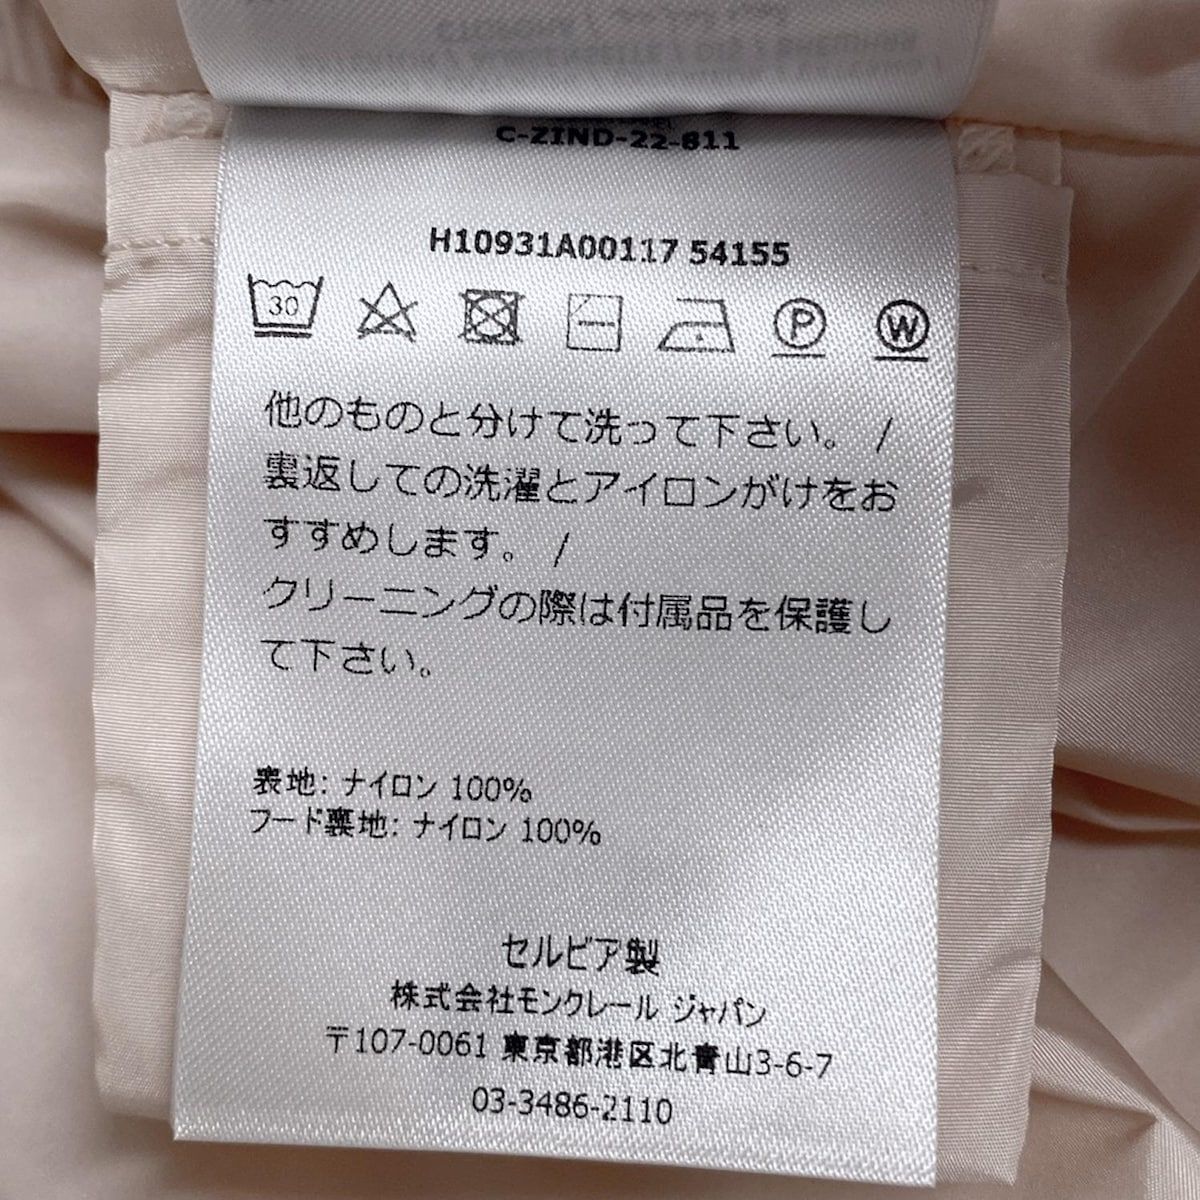 C-ZIND-22-811
H10931A00117 54155
30 P W
他のものと分けて洗って下さい。 /
裏返しての洗濯とアイロンがけをお
すすめします。 /
クリーニングの際は付属品を保護し
て下さい。
表地: ナイロン 100%
フード裏地: ナイロン 100%
セルビア製
株式会社モンクレール ジャパン
〒107-0061 東京都港区北青山3-6-7
03-3486-2110